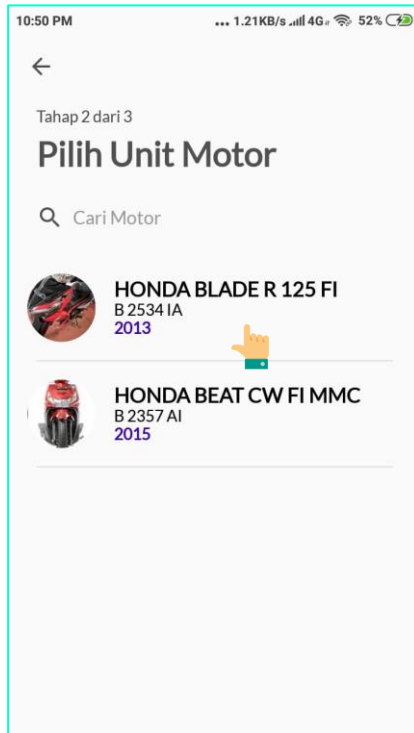 10:50 PM ... 1.21KB/s 4G 52%
Tahap 2 dari 3
Pilih Unit Motor
Cari Motor
HONDA BLADE R 125 FI
B 2534 IA
2013
HONDA BEAT CW FI MMC
B 2357 AI
2015